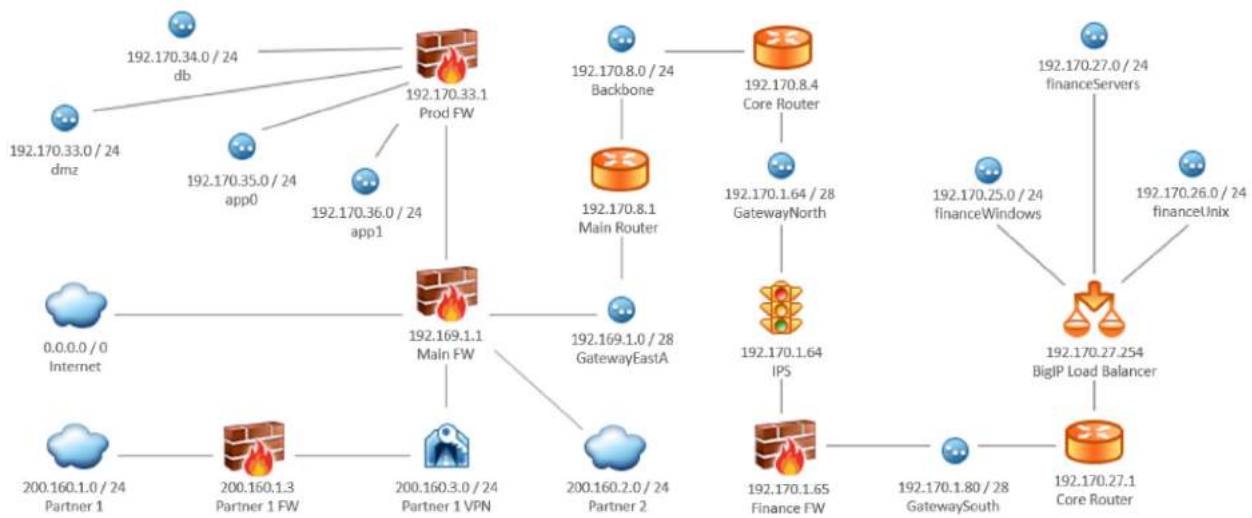 192.170.34.0 / 24
db
192.170.33.1
Prod FW
192.170.8.0 / 24
Backbone
192.170.8.4
Core Router
192.170.27.0 / 24
financeServers
192.170.33.0 / 24
dmz
192.170.35.0 / 24
app0
192.170.36.0 / 24
app1
192.170.8.1
Main Router
192.170.1.64 / 28
GatewayNorth
192.170.25.0 / 24
financeWindows
192.170.26.0 / 24
financeUnix
0.0.0.0 / 0
Internet
192.169.1.1
Main FW
192.169.1.0 / 28
GatewayEastA
192.170.1.64
IPS
192.170.27.254
BigIP Load Balancer
200.160.1.0 / 24
Partner 1
200.160.1.3
Partner 1 FW
200.160.3.0 / 24
Partner 1 VPN
200.160.2.0 / 24
Partner 2
192.170.1.65
Finance FW
192.170.1.80 / 28
GatewaySouth
192.170.27.1
Core Router